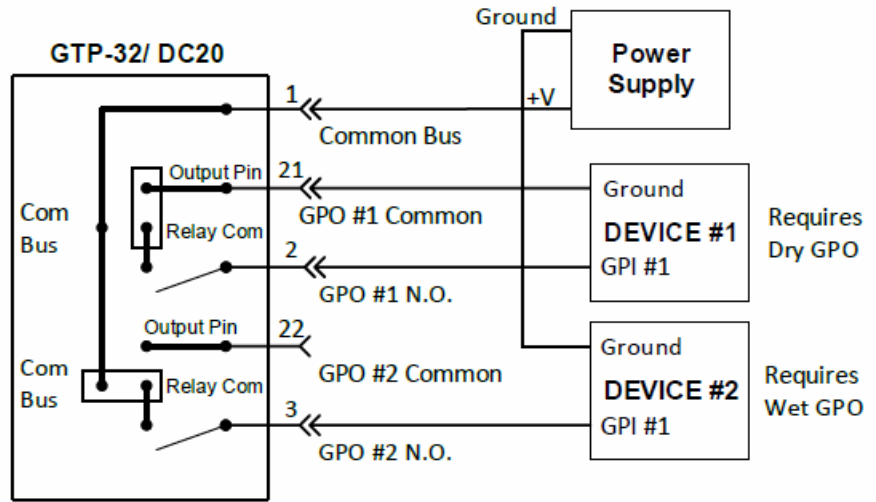 GTP-32/ DC20
Ground
Power
Supply
+V
1
Common Bus
Output Pin
21
GPO #1 Common
Ground
DEVICE #1
GPI #1
Requires
Dry GPO
Com
Bus
Relay Com
2
GPO #1 N.O.
Output Pin
22
GPO #2 Common
Ground
DEVICE #2
GPI #1
Requires
Wet GPO
Com
Bus
Relay Com
3
GPO #2 N.O.